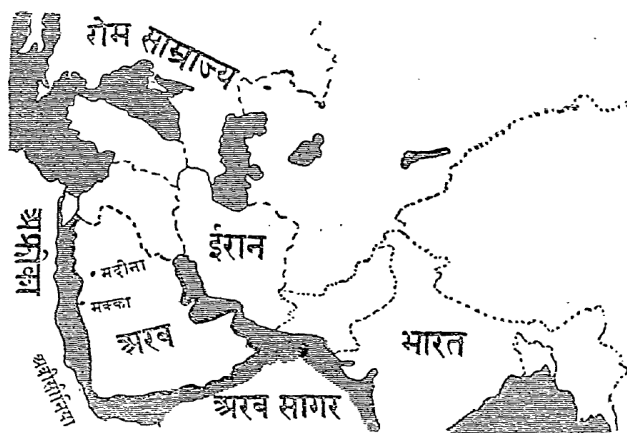 रोम साम्राज्य
ईरान
अफ्रीका
मदीना
मक्का
अरब
भारत
अबीसीनिया
अरब सागर